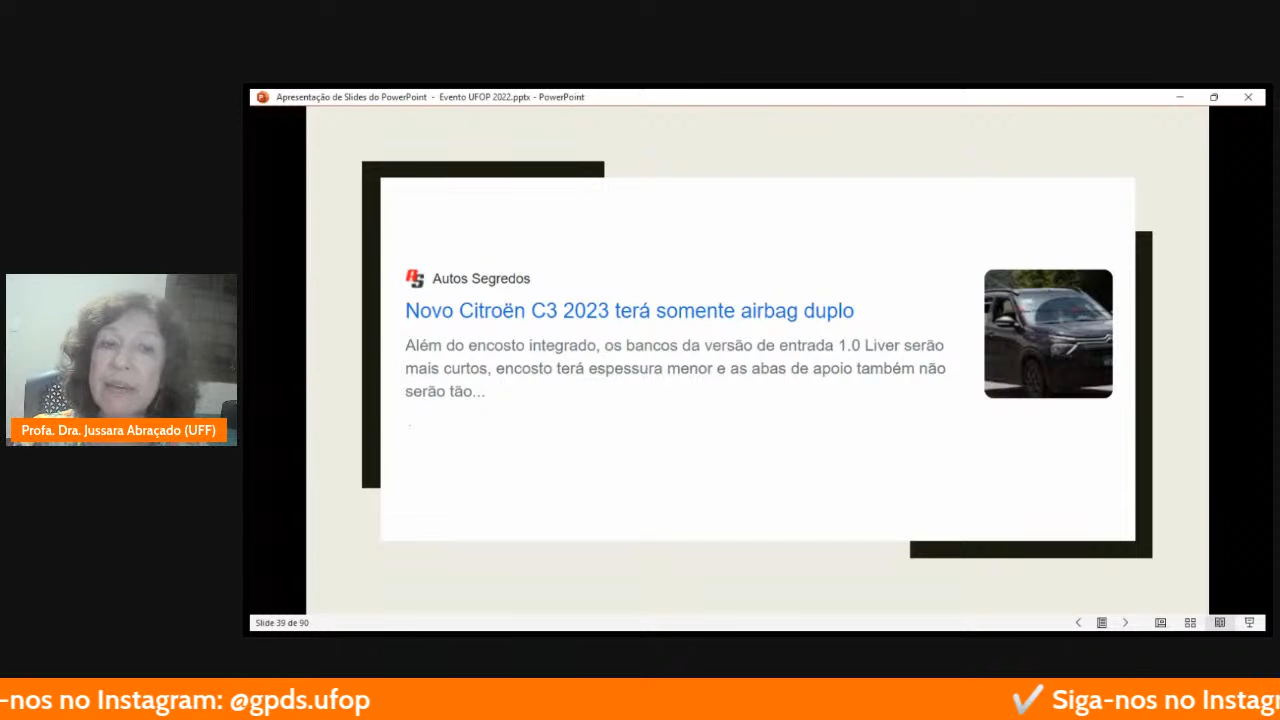 Apresentação de Slides do PowerPoint - Evento UFOP 2022.pptx - PowerPoint
Autos Segredos
Novo Citroën C3 2023 terá somente airbag duplo
Além do encosto integrado, os bancos da versão de entrada 1.0 Liver serão
mais curtos, encosto terá espessura menor e as abas de apoio também não
serão tão...
Profa. Dra. Jussara Abraçado (UFF)
Slide 39 de 90
-nos no Instagram: @gpds.ufop
Siga-nos no Instagr